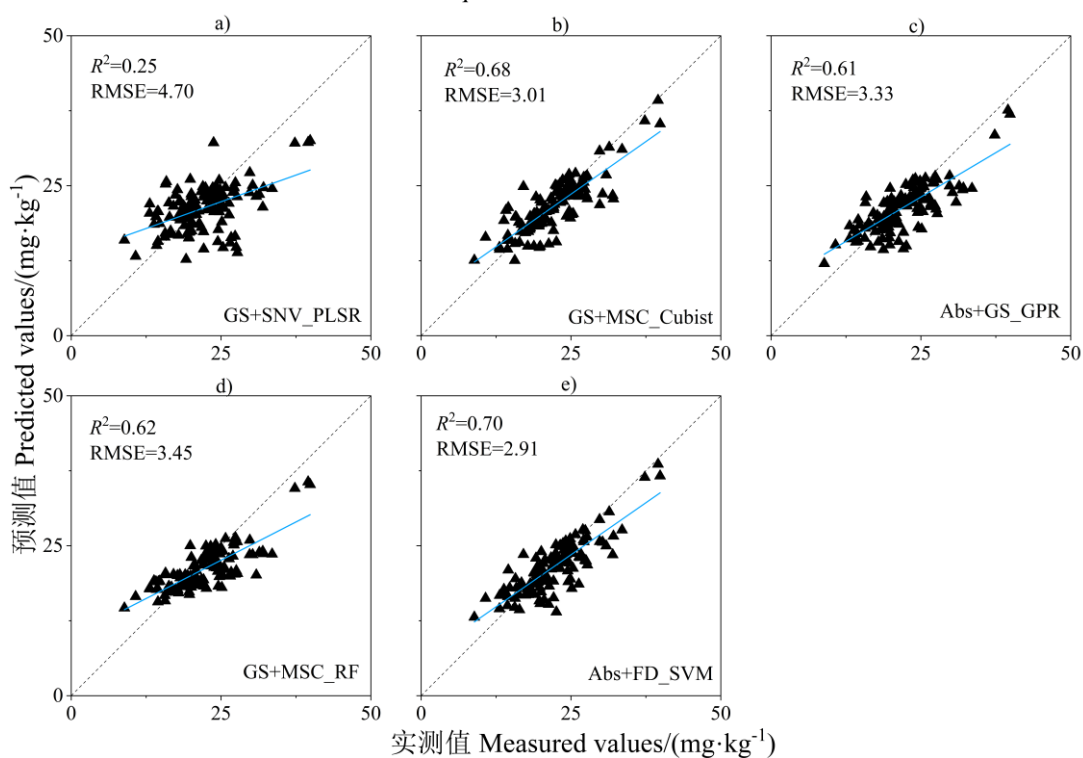 a)
b)
c)
50
R²=0.25
RMSE=4.70
R²=0.68
RMSE=3.01
R²=0.61
RMSE=3.33
25
GS+SNV_PLSR
GS+MSC_Cubist
Abs+GS_GPR
0
0 25 50
0 25 50
0 25 50
d)
e)
50
R²=0.62
RMSE=3.45
R²=0.70
RMSE=2.91
25
GS+MSC_RF
Abs+FD_SVM
0
0 25 50
0 25 50
预测值 Predicted values/(mg·kg⁻¹)
实测值 Measured values/(mg·kg⁻¹)